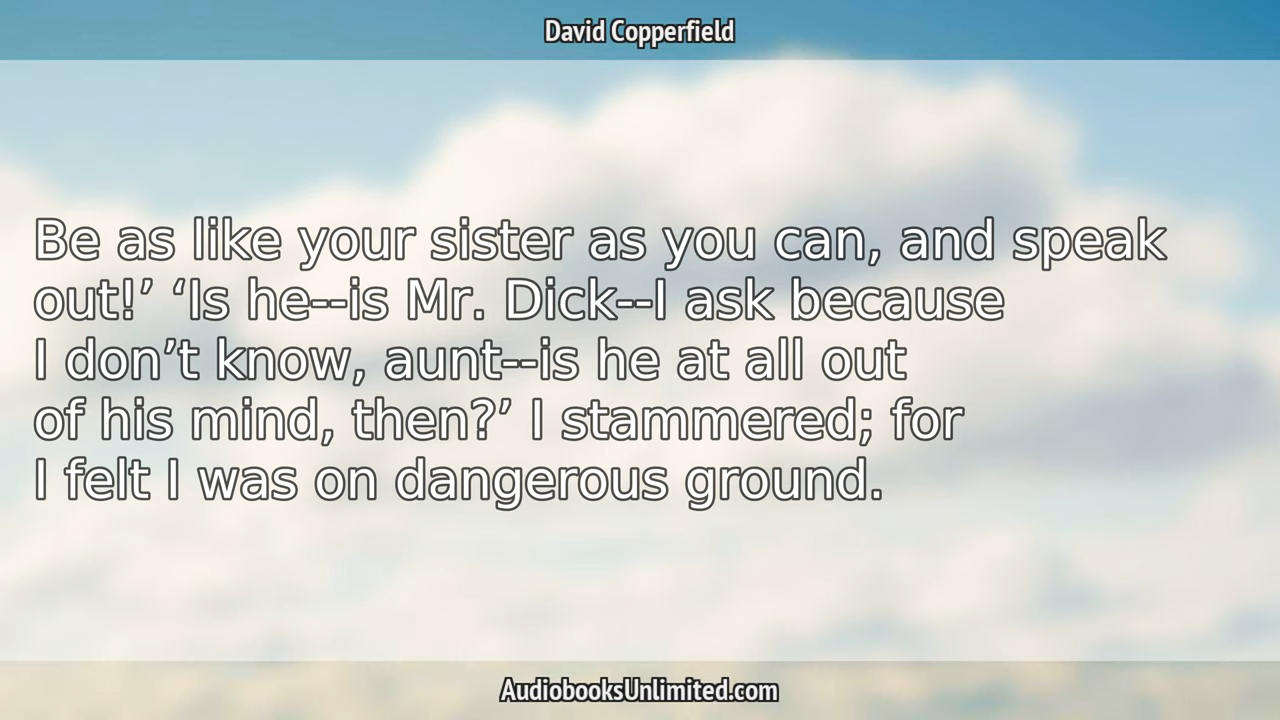 David Copperfield
Be as like your sister as you can, and speak
out!’ ‘Is he--is Mr. Dick--I ask because
I don’t know, aunt--is he at all out
of his mind, then?’ I stammered; for
I felt I was on dangerous ground.
AudiobooksUnlimited.com